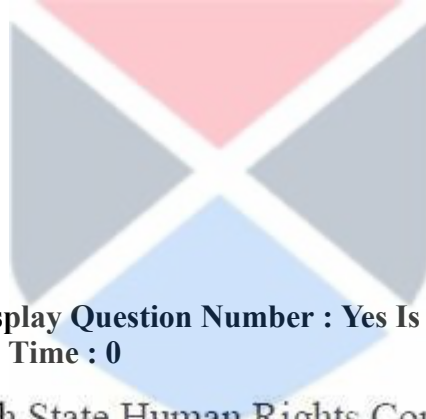 splay Question Number : Yes Is
Time : 0
h State Human Rights Co